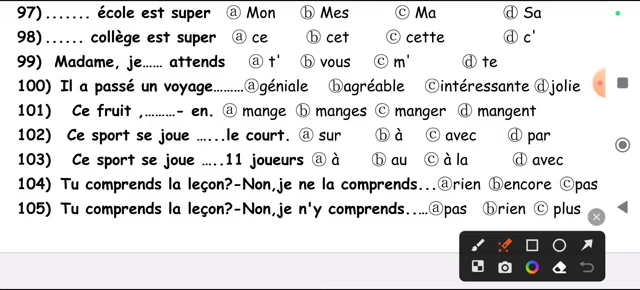 97) ....... école est super ⓐ Mon ⓑ Mes ⓒ Ma ⓓ Sa
98) ...... collège est super ⓐ ce ⓑ cet ⓒ cette ⓓ c'
99) Madame, je...... attends ⓐ t' ⓑ vous ⓒ m' ⓓ te
100) Il a passé un voyage.........ⓐgéniale ⓑagréable ⓒintéressante ⓓjolie
101) Ce fruit ,.........- en. ⓐ mange ⓑ manges ⓒ manger ⓓ mangent
102) Ce sport se joue ......le court. ⓐ sur ⓑ à ⓒ avec ⓓ par
103) Ce sport se joue .....11 joueurs ⓐ à ⓑ au ⓒ à la ⓓ avec
104) Tu comprends la leçon?-Non,je ne la comprends...ⓐrien ⓑencore ⓒpas
105) Tu comprends la leçon?-Non,je n'y comprends.....ⓐpas ⓑrien ⓒ plus